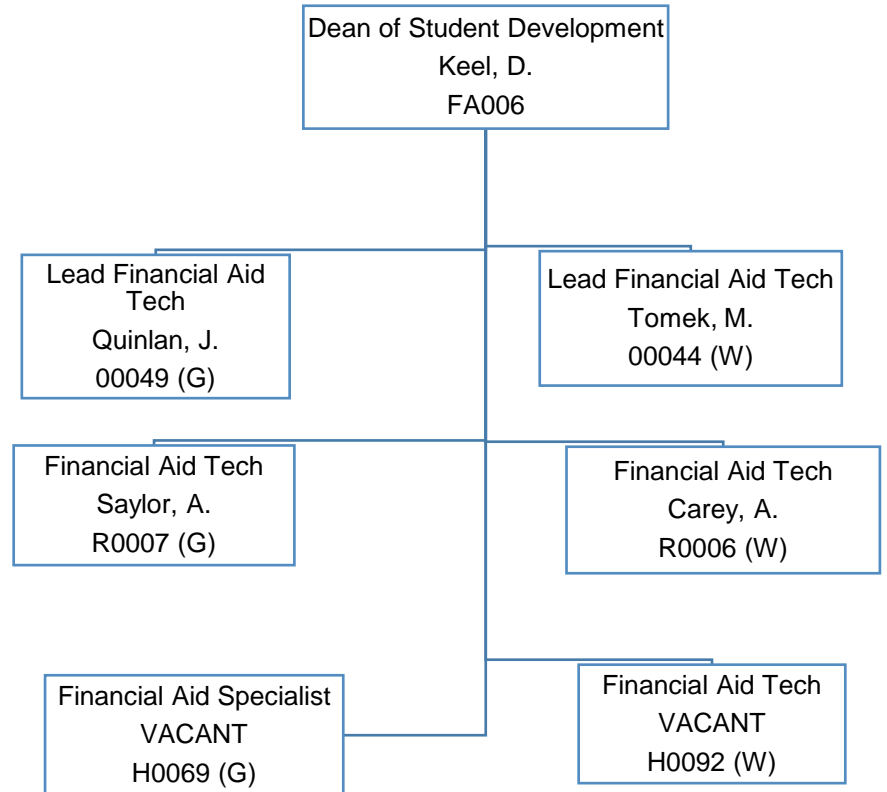 Dean of Student Development
Keel, D.
FA006
Lead Financial Aid
Tech
Quinlan, J.
00049 (G)
Lead Financial Aid Tech
Tomek, M.
00044 (W)
Financial Aid Tech
Saylor, A.
R0007 (G)
Financial Aid Tech
Carey, A.
R0006 (W)
Financial Aid Specialist
VACANT
H0069 (G)
Financial Aid Tech
VACANT
H0092 (W)